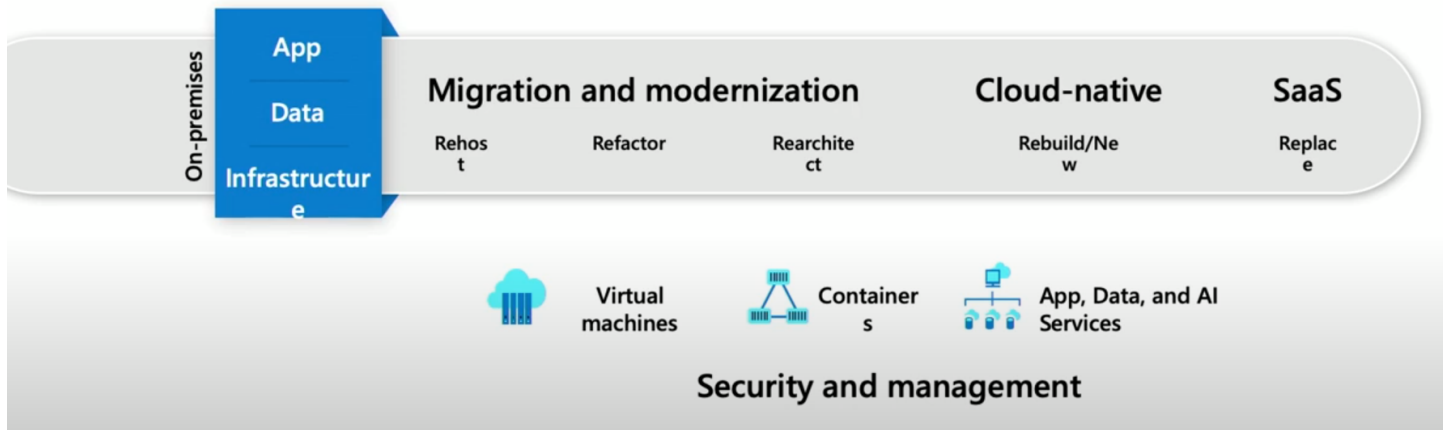 On-premises
App
Data
Infrastructur
e
Migration and modernization
Rehos
t
Refactor
Rearchite
ct
Cloud-native
Rebuild/Ne
w
SaaS
Replac
e
Virtual
machines
Container
s
App, Data, and AI
Services
Security and management